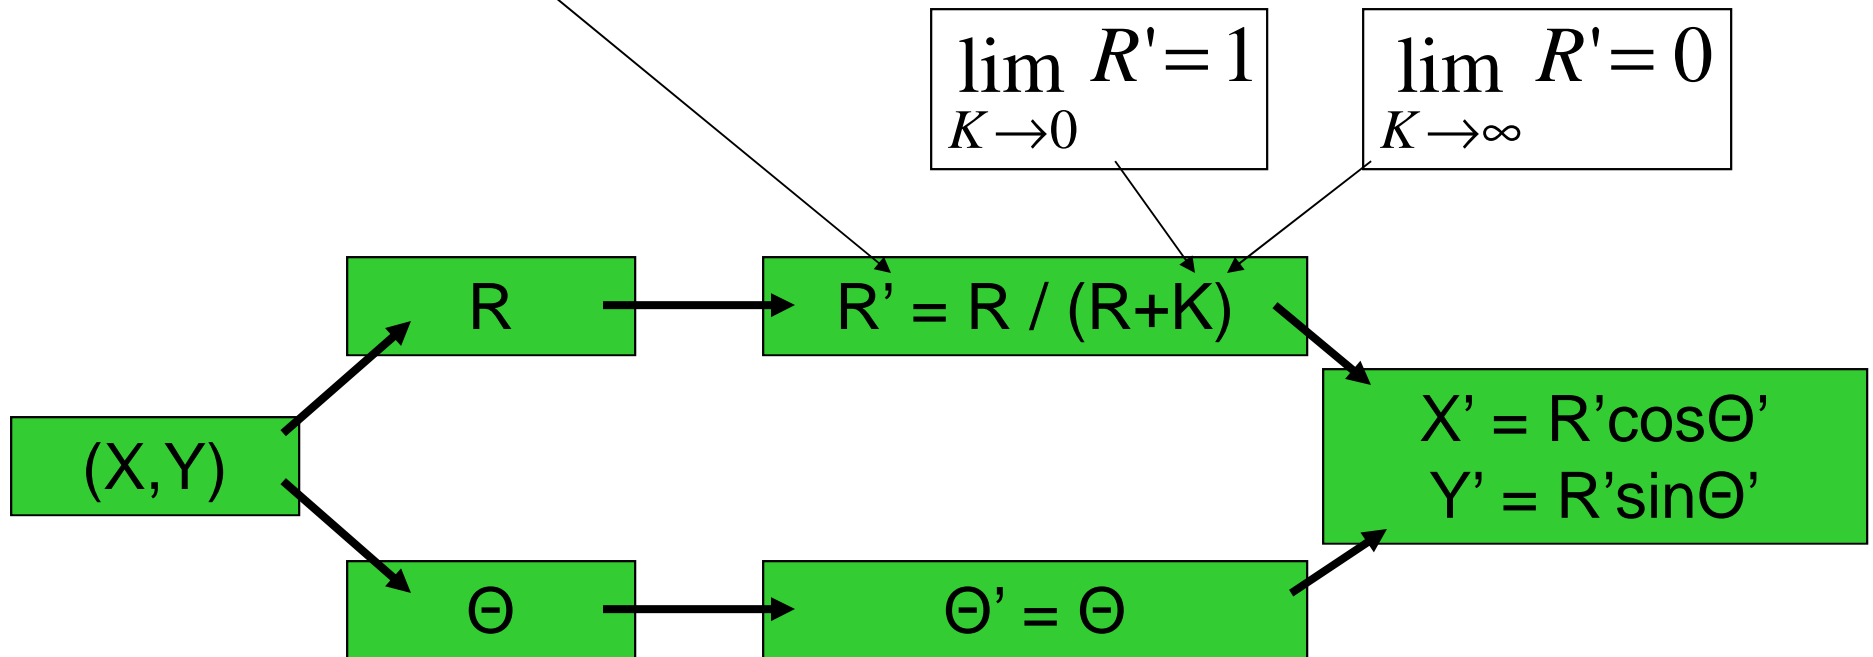 lim R'= 1
K→0
lim R'= 0
K→∞
R
R’ = R / (R+K)
X’ = R’cosΘ’
Y’ = R’sinΘ’
(X,Y)
Θ
Θ’ = Θ